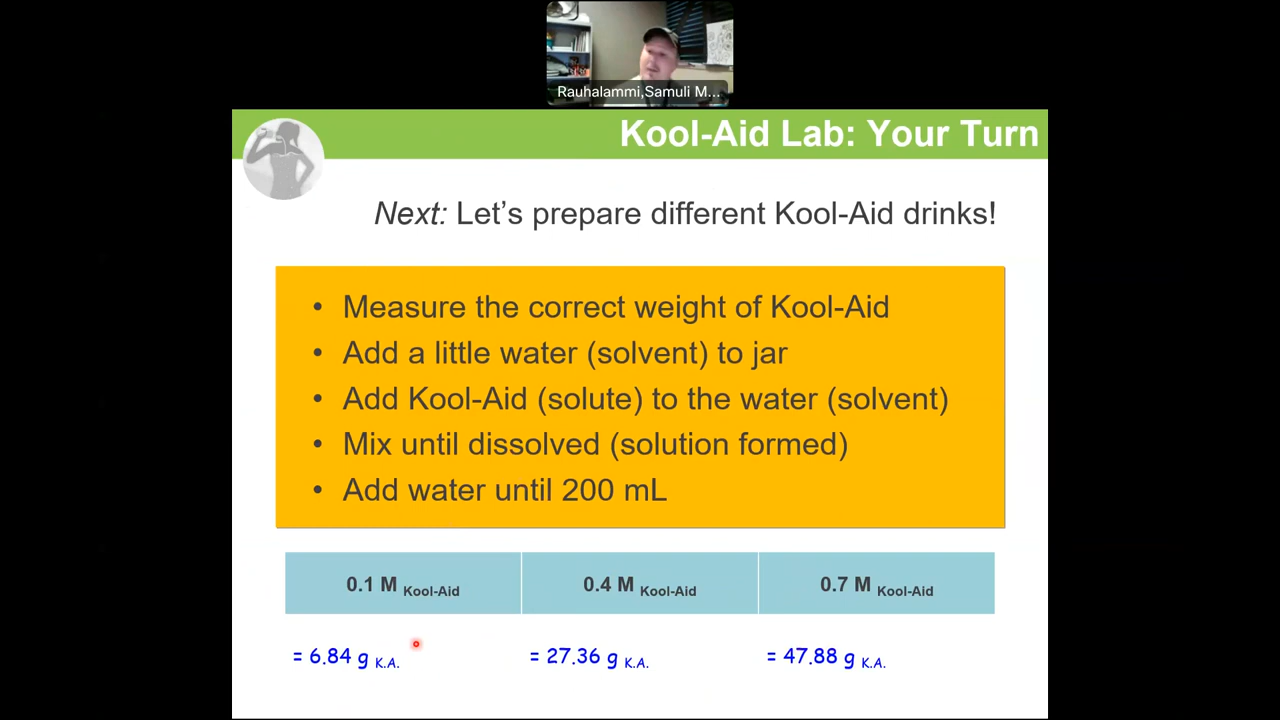 Rauhalammi,Samuli M...
Kool-Aid Lab: Your Turn
Next: Let's prepare different Kool-Aid drinks!
• Measure the correct weight of Kool-Aid
• Add a little water (solvent) to jar
• Add Kool-Aid (solute) to the water (solvent)
• Mix until dissolved (solution formed)
• Add water until 200 mL
0.1 M Kool-Aid
0.4 M Kool-Aid
0.7 M Kool-Aid
= 6.84 g K.A.
= 27.36 g K.A.
= 47.88 g K.A.